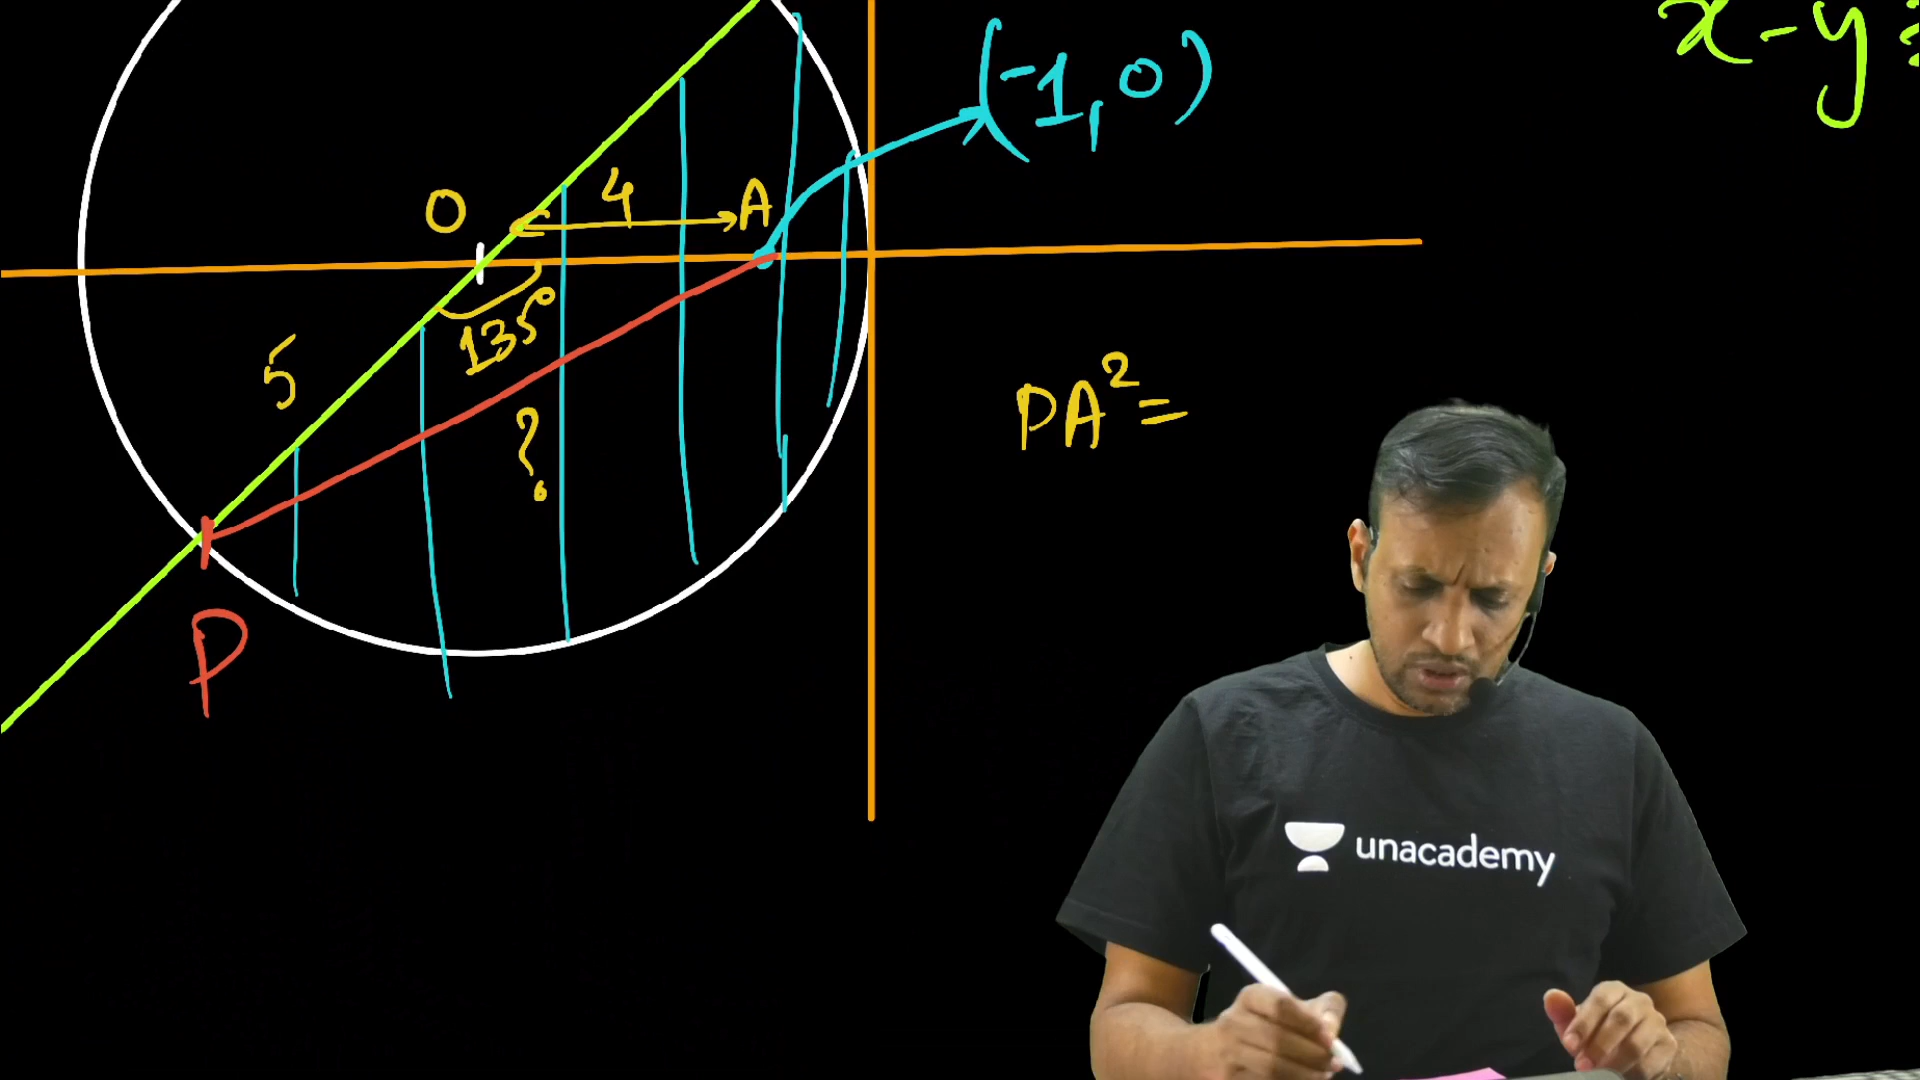 x-y=
(-1,0)
O
4
A
135°
5
?
PA²=
P
unacademy